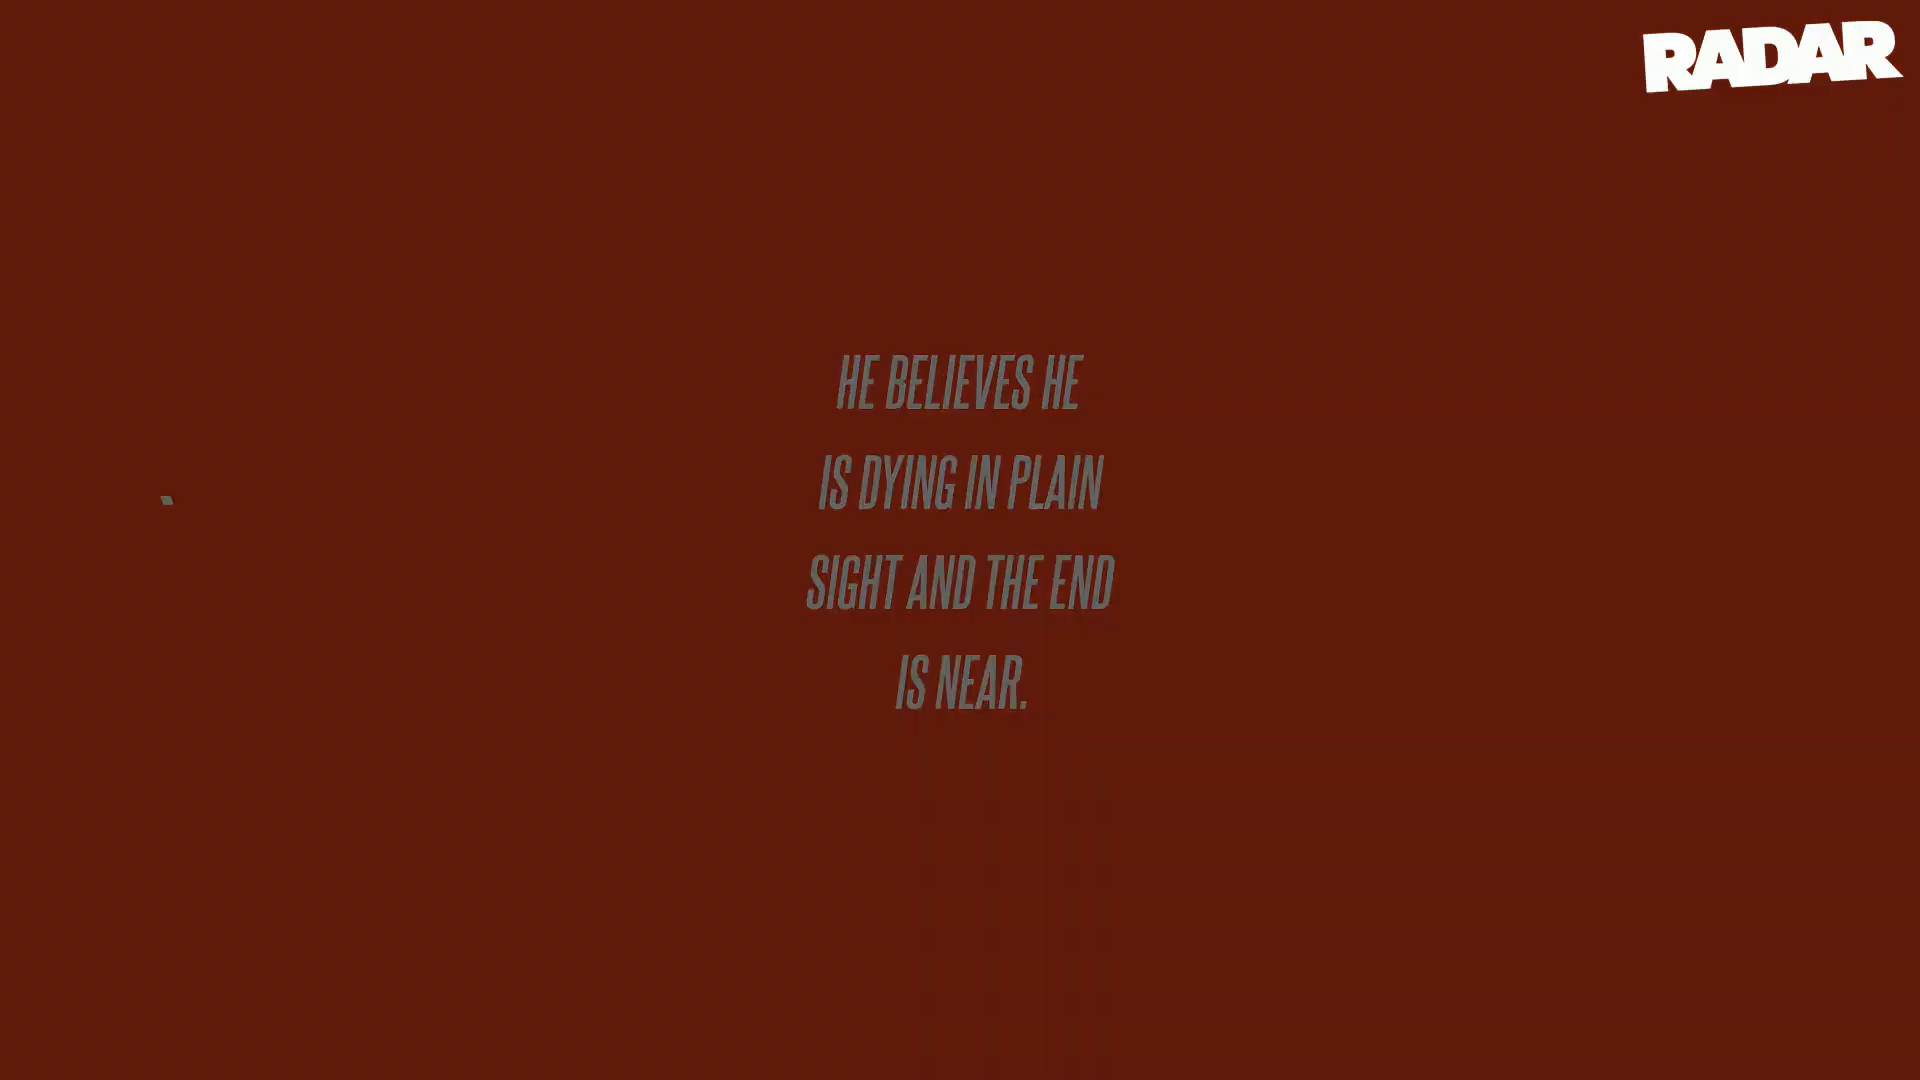 RADAR
HE BELIEVES HE
IS DYING IN PLAIN
SIGHT AND THE END
IS NEAR.